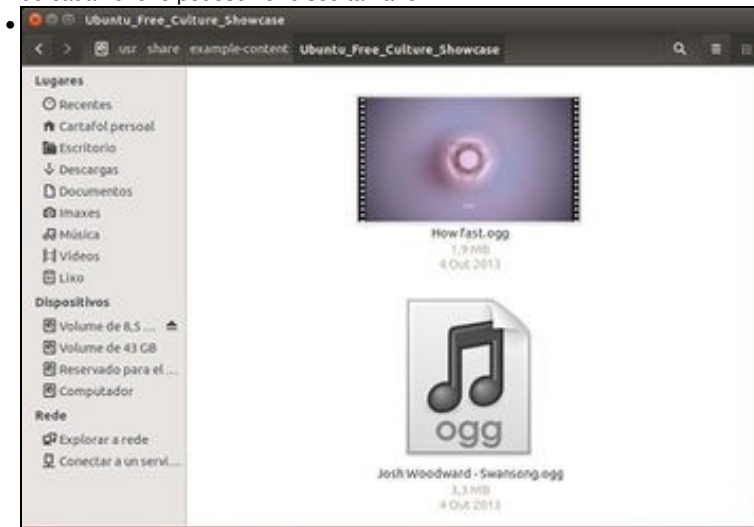 Ubuntu_Free_Culture_Showcase
usr share example-content Ubuntu_Free_Culture_Showcase
Lugares
Recentes
Cartafol persoal
Escritorio
Descargas
Documentos
Imaxes
Música
Vídeos
Lixo
Dispositivos
Volume de 8,5 ...
Volume de 43 GB
Reservado para el ...
Computador
Rede
Explorar a rede
Conectar a un servi...
How fast.ogg
1,9 MB
4 Out 2013
ogg
Josh Woodward - Swansong.ogg
3,3 MB
4 Out 2013